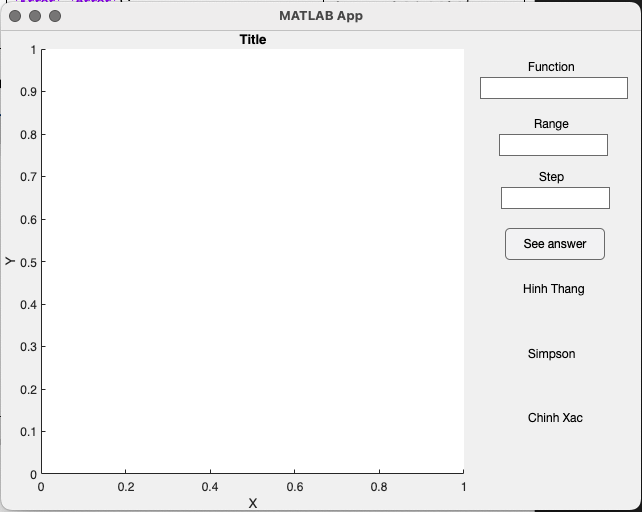 MATLAB App
Title
Function
Range
Step
See answer
Hinh Thang
Simpson
Chinh Xac
Y
1
0.9
0.8
0.7
0.6
0.5
0.4
0.3
0.2
0.1
0
0 0.2 0.4 0.6 0.8 1
X